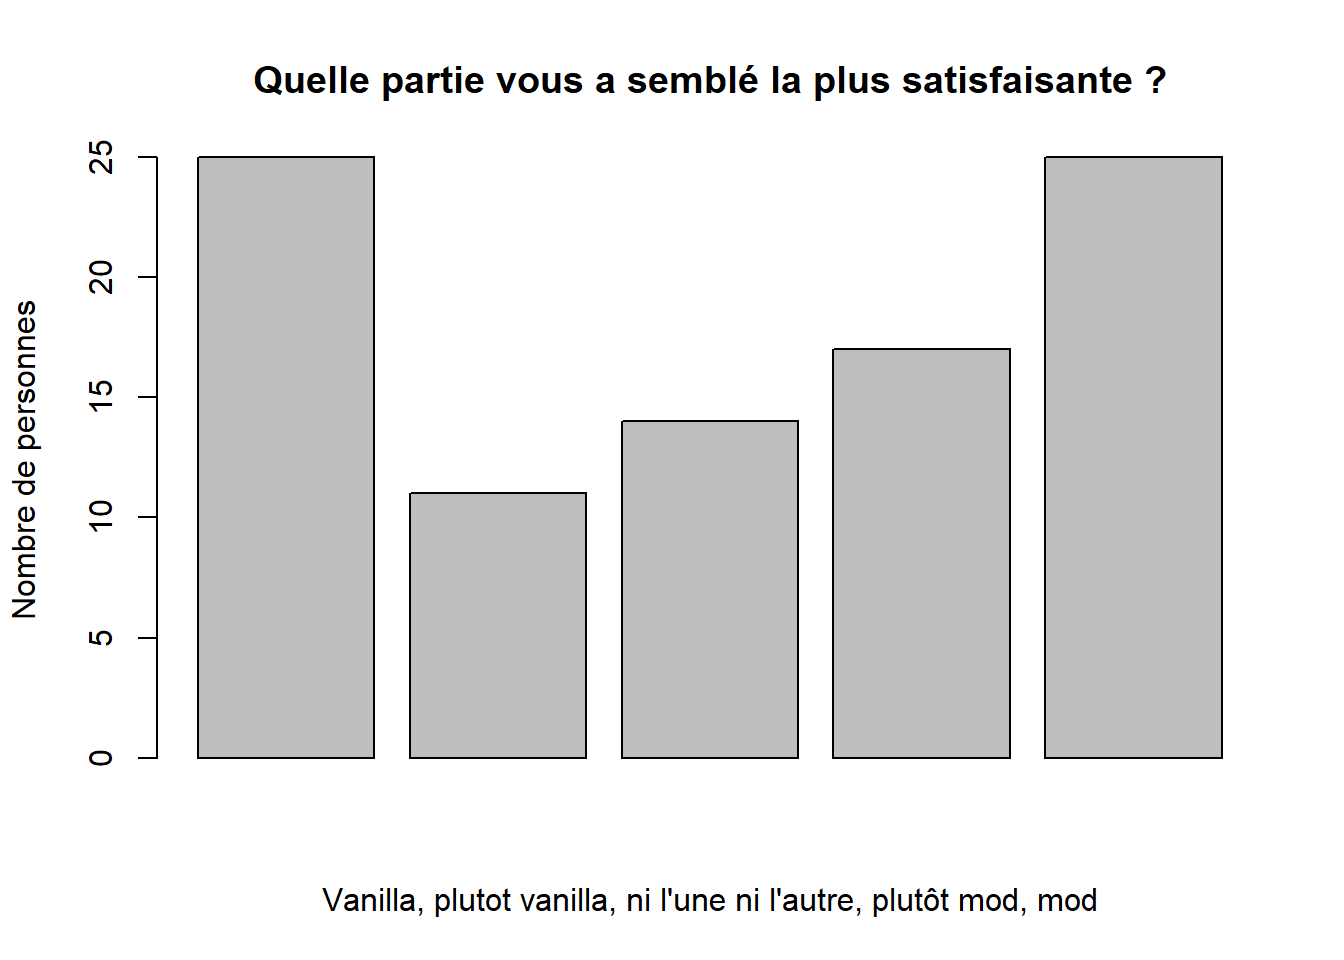 Quelle partie vous a semblé la plus satisfaisante ?
Nombre de personnes
25
20
15
10
5
0
Vanilla, plutot vanilla, ni l'une ni l'autre, plutôt mod, mod